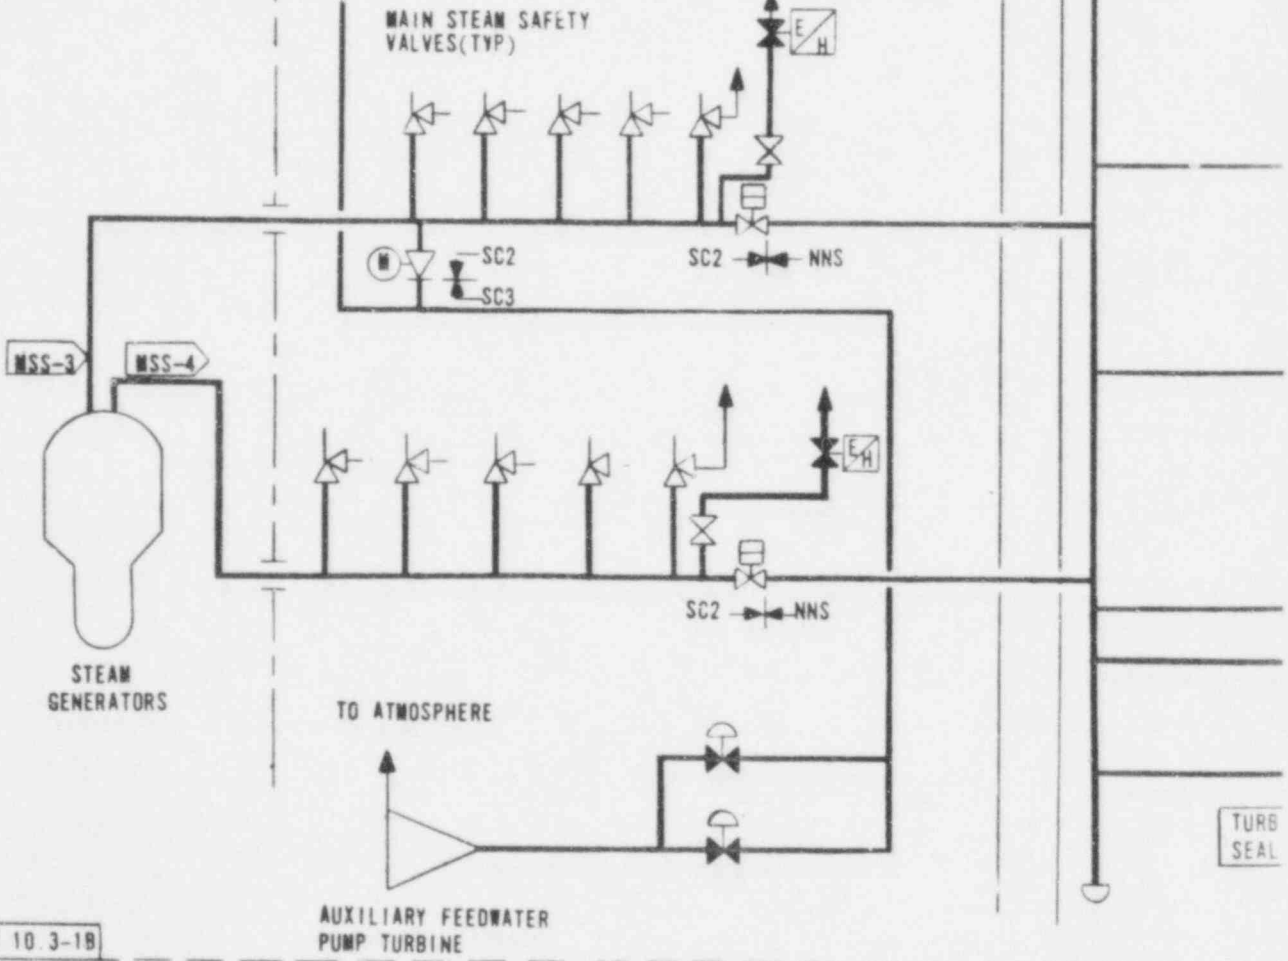 MAIN STEAM SAFETY
VALVES(TYP)
E
H
SC2
SC3
M
SC2
NNS
MSS-3
MSS-4
E
H
SC2
NNS
STEAM
GENERATORS
TO ATMOSPHERE
TURB
SEAL
AUXILIARY FEEDWATER
PUMP TURBINE
10.3-1B